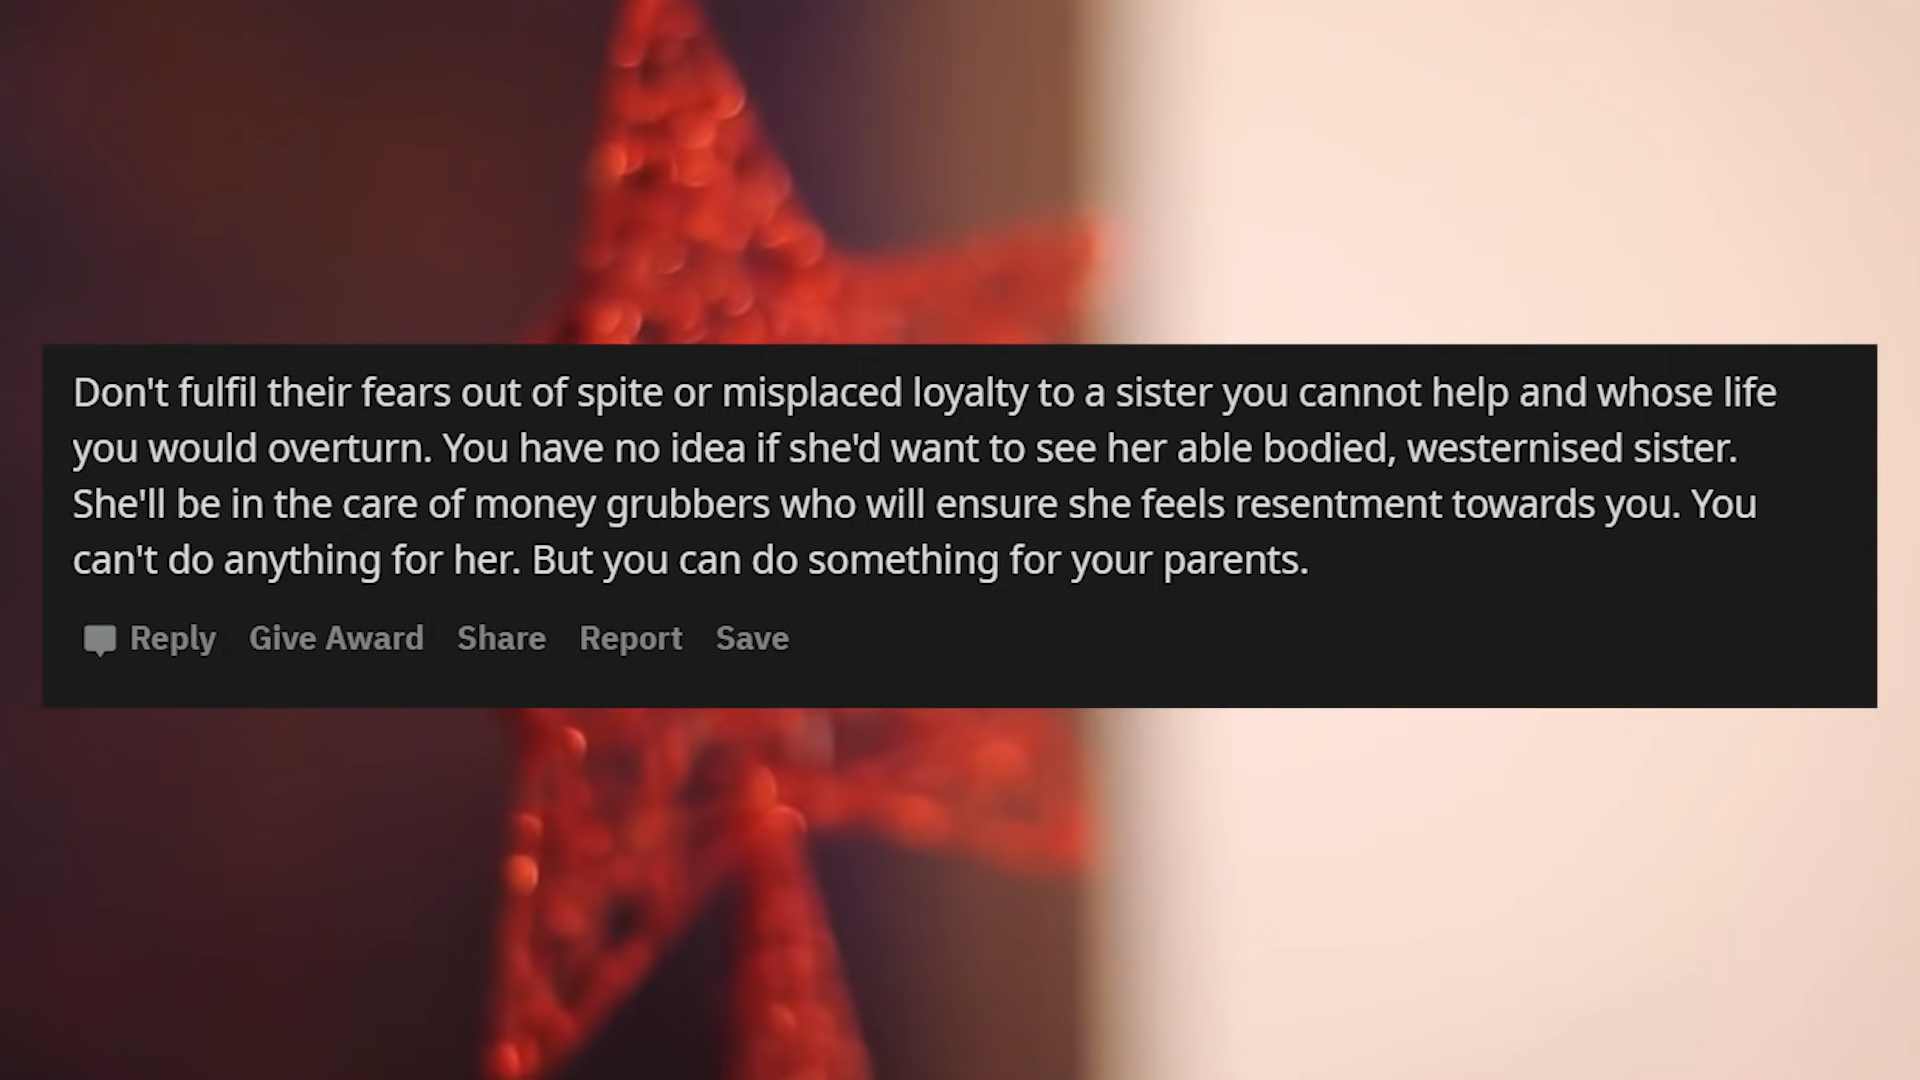 Don't fulfil their fears out of spite or misplaced loyalty to a sister you cannot help and whose life
you would overturn. You have no idea if she'd want to see her able bodied, westernised sister.
She'll be in the care of money grubbers who will ensure she feels resentment towards you. You
can't do anything for her. But you can do something for your parents.
Reply Give Award Share Report Save